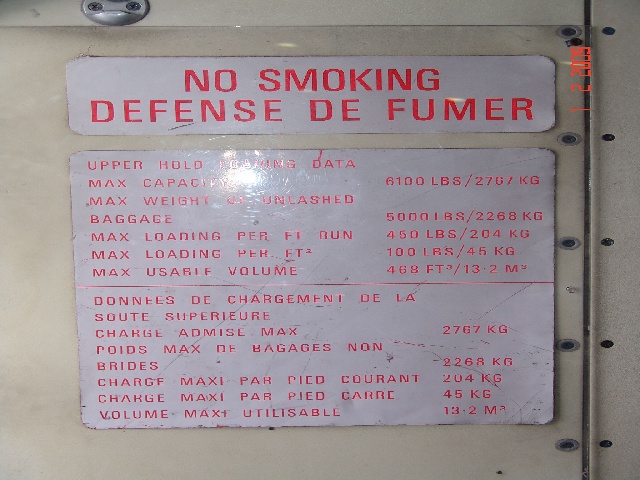 NO SMOKING
DEFENSE DE FUMER
UPPER HOLD LOADING DATA
MAX CAPACITY 6100 LBS/2767 KG
MAX WEIGHT OF UNLASHED
BAGGAGE 5000 LBS/2268 KG
MAX LOADING PER FT RUN 450 LBS/204 KG
MAX LOADING PER FT² 100 LBS/45 KG
MAX USABLE VOLUME 468 FT³/13·2 M³
DONNEES DE CHARGEMENT DE LA
SOUTE SUPERIEURE
CHARGE ADMISE MAX 2767 KG
POIDS MAX DE BAGAGES NON
BRIDES 2268 KG
CHARGE MAXI PAR PIED COURANT 204 KG
CHARGE MAXI PAR PIED CARRE 45 KG
VOLUME MAXI UTILISABLE 13·2 M³